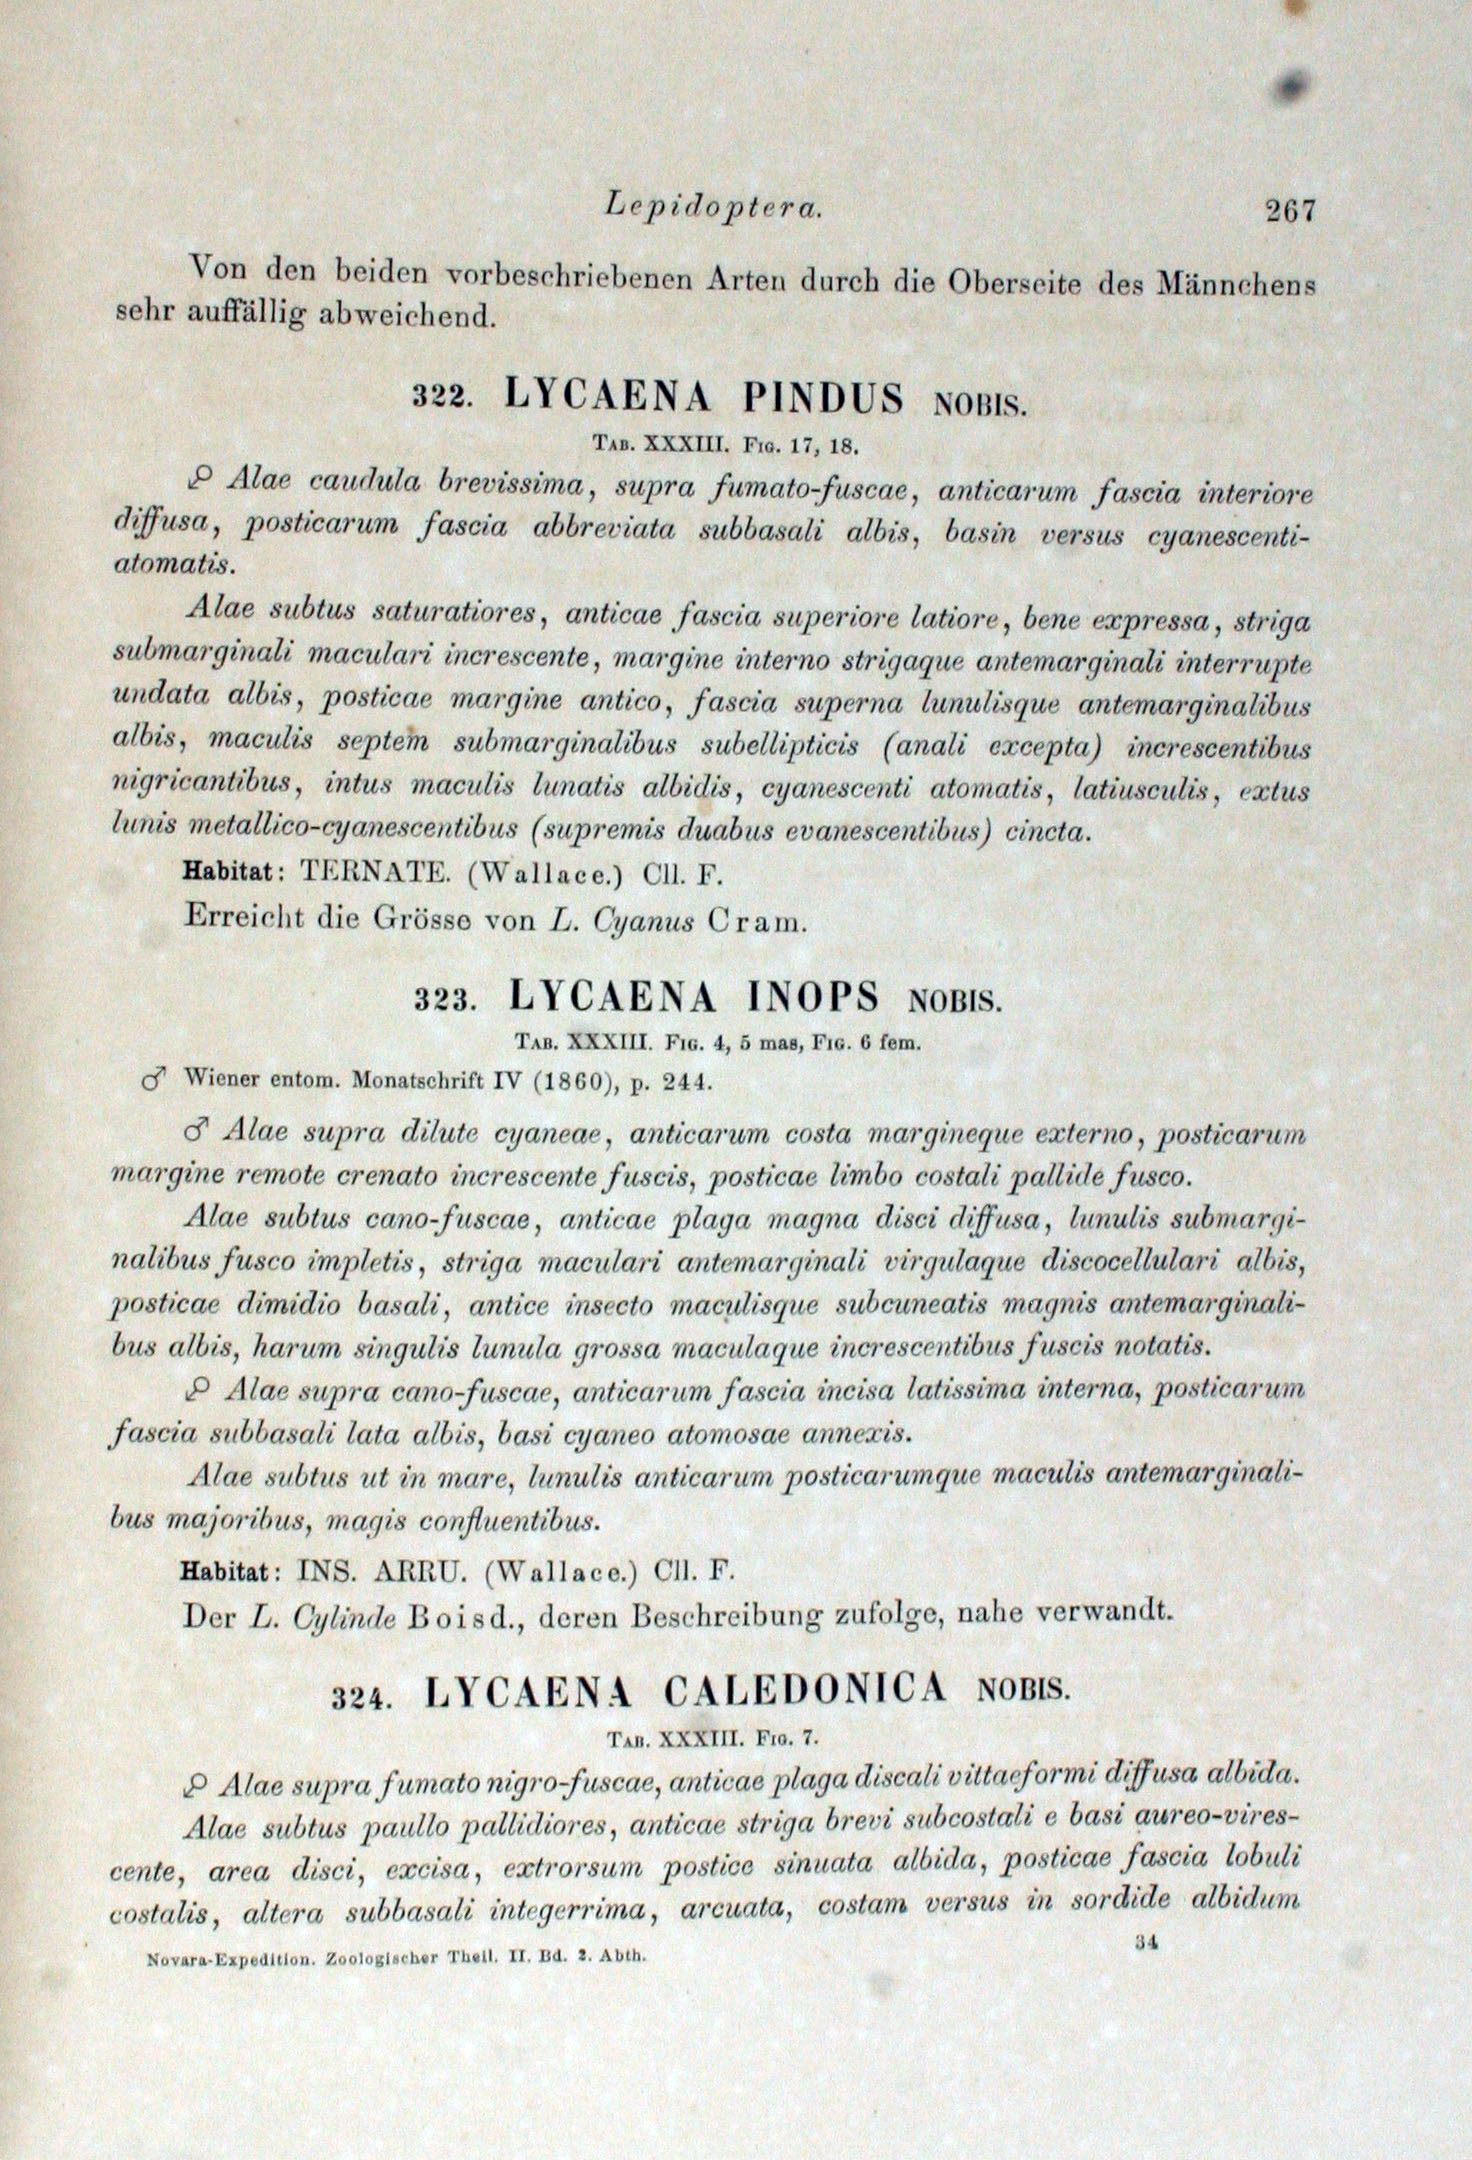 Lepidoptera. 267
Von den beiden vorbeschriebenen Arten durch die Oberseite des Männchens
sehr auffällig abweichend.
322. LYCAENA PINDUS NOBIS.
TAB. XXXIII. FIG. 17, 18.
♀ Alae caudula brevissima, supra fumato-fuscae, anticarum fascia interiore
diffusa, posticarum fascia abbreviata subbasali albis, basin versus cyanescenti-
atomatis.
Alae subtus saturatiores, anticae fascia superiore latiore, bene expressa, striga
submarginali maculari increscente, margine interno strigaque antemarginali interrupte
undata albis, posticae margine antico, fascia superna lunulisque antemarginalibus
albis, maculis septem submarginalibus subellipticis (anali excepta) increscentibus
nigricantibus, intus maculis lunatis albidis, cyanescenti atomatis, latiusculis, extus
lunis metallico-cyanescentibus (supremis duabus evanescentibus) cincta.
Habitat: TERNATE. (Wallace.) Cll. F.
Erreicht die Grösse von L. Cyanus Cram.
323. LYCAENA INOPS NOBIS.
TAB. XXXIII. FIG. 4, 5 mas, FIG. 6 fem.
♂ Wiener entom. Monatschrift IV (1860), p. 244.
♂ Alae supra dilute cyaneae, anticarum costa margineque externo, posticarum
margine remote crenato increscente fuscis, posticae limbo costali pallide fusco.
Alae subtus cano-fuscae, anticae plaga magna disci diffusa, lunulis submargi-
nalibus fusco impletis, striga maculari antemarginali virgulaque discocellulari albis,
posticae dimidio basali, antice insecto maculisque subcuneatis magnis antemarginali-
bus albis, harum singulis lunula grossa maculaque increscentibus fuscis notatis.
♀ Alae supra cano-fuscae, anticarum fascia incisa latissima interna, posticarum
fascia subbasali lata albis, basi cyaneo atomosae annexis.
Alae subtus ut in mare, lunulis anticarum posticarumque maculis antemarginali-
bus majoribus, magis confluentibus.
Habitat: INS. ARRU. (Wallace.) Cll. F.
Der L. Cylinde Boisd., deren Beschreibung zufolge, nahe verwandt.
324. LYCAENA CALEDONICA NOBIS.
TAB. XXXIII. FIG. 7.
♀ Alae supra fumato nigro-fuscae, anticae plaga discali vittaeformi diffusa albida.
Alae subtus paullo pallidiores, anticae striga brevi subcostali e basi aureo-vires-
cente, area disci, excisa, extrorsum postice sinuata albida, posticae fascia lobuli
costalis, altera subbasali integerrima, arcuata, costam versus in sordide albidum
Novara-Expedition. Zoologischer Theil. II. Bd. 2. Abth. 34